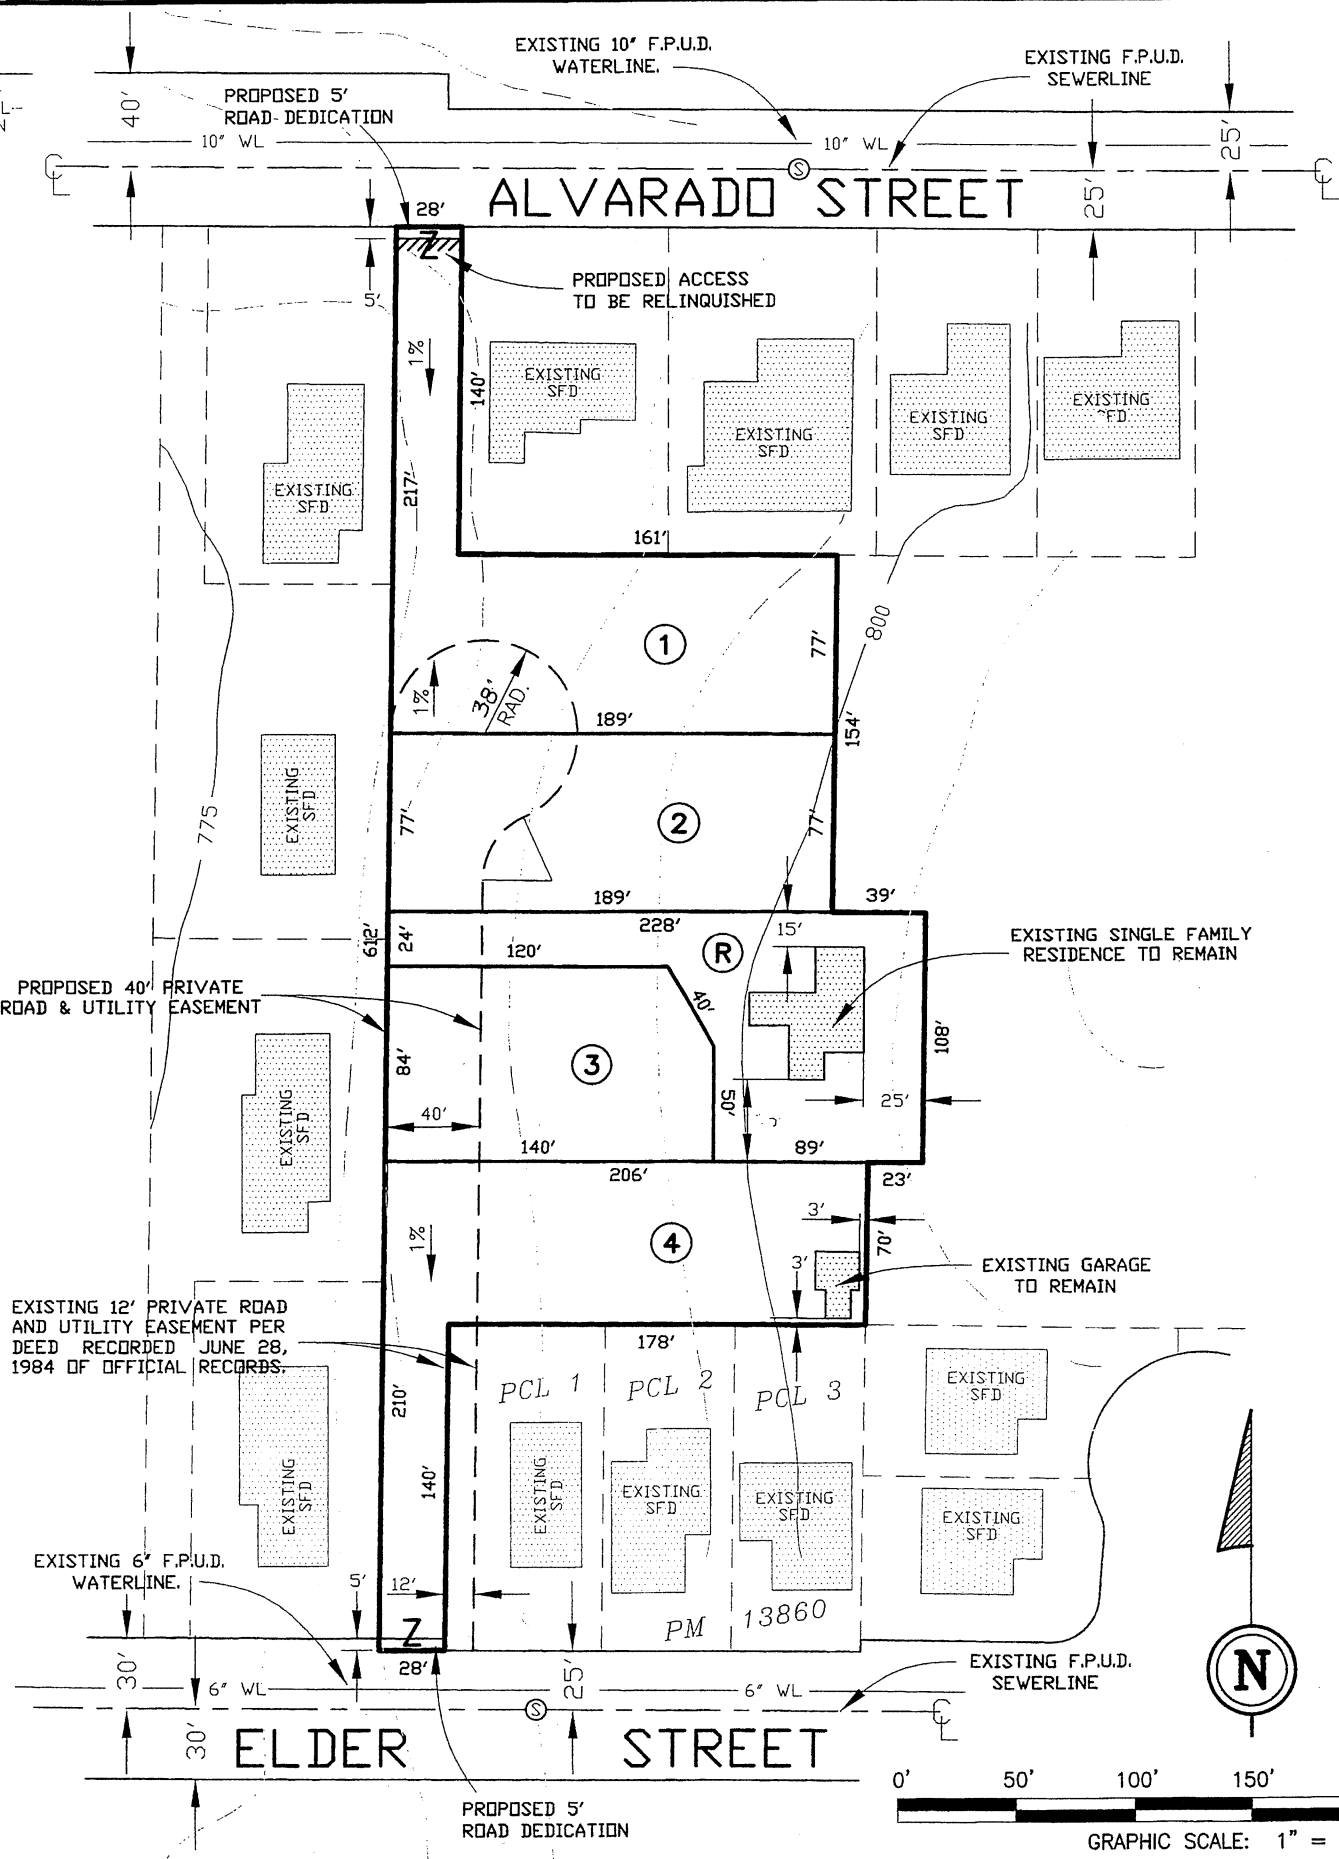 EXISTING 10" F.P.U.D.
WATERLINE.
EXISTING F.P.U.D.
SEWERLINE
PROPOSED 5'
ROAD DEDICATION
40'
10" WL
10" WL
25'
25'
ALVARADO STREET
28'
Z
5'
PROPOSED ACCESS
TO BE RELINQUISHED
1%
140'
217'
EXISTING
SFD
EXISTING
SFD
EXISTING
SFD
EXISTING
SFD
EXISTING
FD
161'
1
77'
800
1%
38'
RAD.
189'
154'
EXISTING
SFD
775
77'
2
77'
189'
39'
228'
15'
612'
24'
120'
R
EXISTING SINGLE FAMILY
RESIDENCE TO REMAIN
PROPOSED 40' PRIVATE
ROAD & UTILITY EASEMENT
40'
108'
EXISTING
SFD
84'
3
40'
50'
25'
140'
89'
206'
23'
3'
1%
4
70'
3'
EXISTING GARAGE
TO REMAIN
EXISTING 12' PRIVATE ROAD
AND UTILITY EASEMENT PER
DEED RECORDED JUNE 28,
1984 OF OFFICIAL RECORDS.
178'
PCL 1
PCL 2
PCL 3
EXISTING
SFD
210'
140'
EXISTING
SFD
EXISTING
SFD
EXISTING
SFD
EXISTING
SFD
EXISTING
SFD
EXISTING 6" F.P.U.D.
WATERLINE.
5'
12'
Z
PM 13860
28'
30'
25'
6" WL
6" WL
EXISTING F.P.U.D.
SEWERLINE
S
S
30'
ELDER STREET
N
PROPOSED 5'
ROAD DEDICATION
0' 50' 100' 150'
GRAPHIC SCALE: 1" =